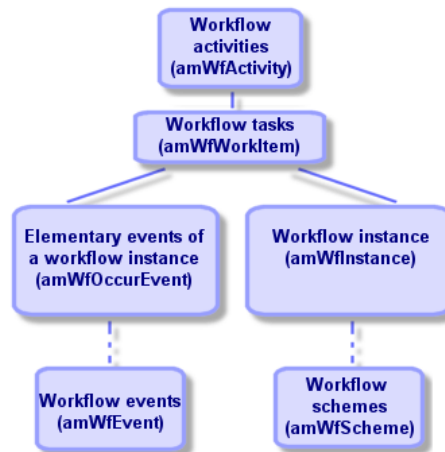 Workflow
activities
(amWfActivity)
Workflow tasks
(amWfWorkItem)
Elementary events of
a workflow instance
(amWfOccurEvent)
Workflow instance
(amWfInstance)
Workflow events
(amWfEvent)
Workflow
schemes
(amWfScheme)